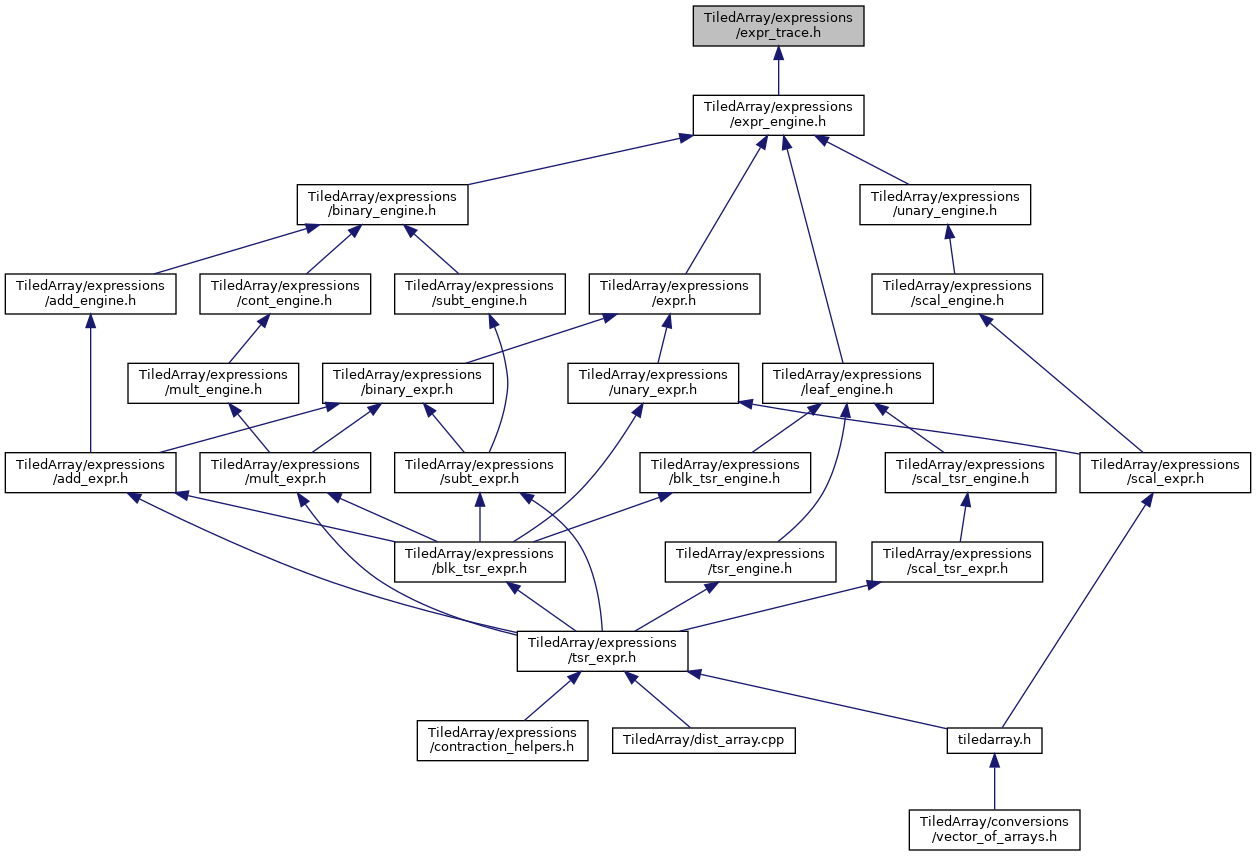 TiledArray/expressions
/expr_trace.h
TiledArray/expressions
/expr_engine.h
TiledArray/expressions
/binary_engine.h
TiledArray/expressions
/unary_engine.h
TiledArray/expressions
/add_engine.h
TiledArray/expressions
/cont_engine.h
TiledArray/expressions
/subt_engine.h
TiledArray/expressions
/expr.h
TiledArray/expressions
/scal_engine.h
TiledArray/expressions
/mult_engine.h
TiledArray/expressions
/binary_expr.h
TiledArray/expressions
/unary_expr.h
TiledArray/expressions
/leaf_engine.h
TiledArray/expressions
/add_expr.h
TiledArray/expressions
/mult_expr.h
TiledArray/expressions
/subt_expr.h
TiledArray/expressions
/blk_tsr_engine.h
TiledArray/expressions
/scal_tsr_engine.h
TiledArray/expressions
/scal_expr.h
TiledArray/expressions
/blk_tsr_expr.h
TiledArray/expressions
/tsr_engine.h
TiledArray/expressions
/scal_tsr_expr.h
TiledArray/expressions
/tsr_expr.h
TiledArray/expressions
/contraction_helpers.h
TiledArray/dist_array.cpp
tiledarray.h
TiledArray/conversions
/vector_of_arrays.h